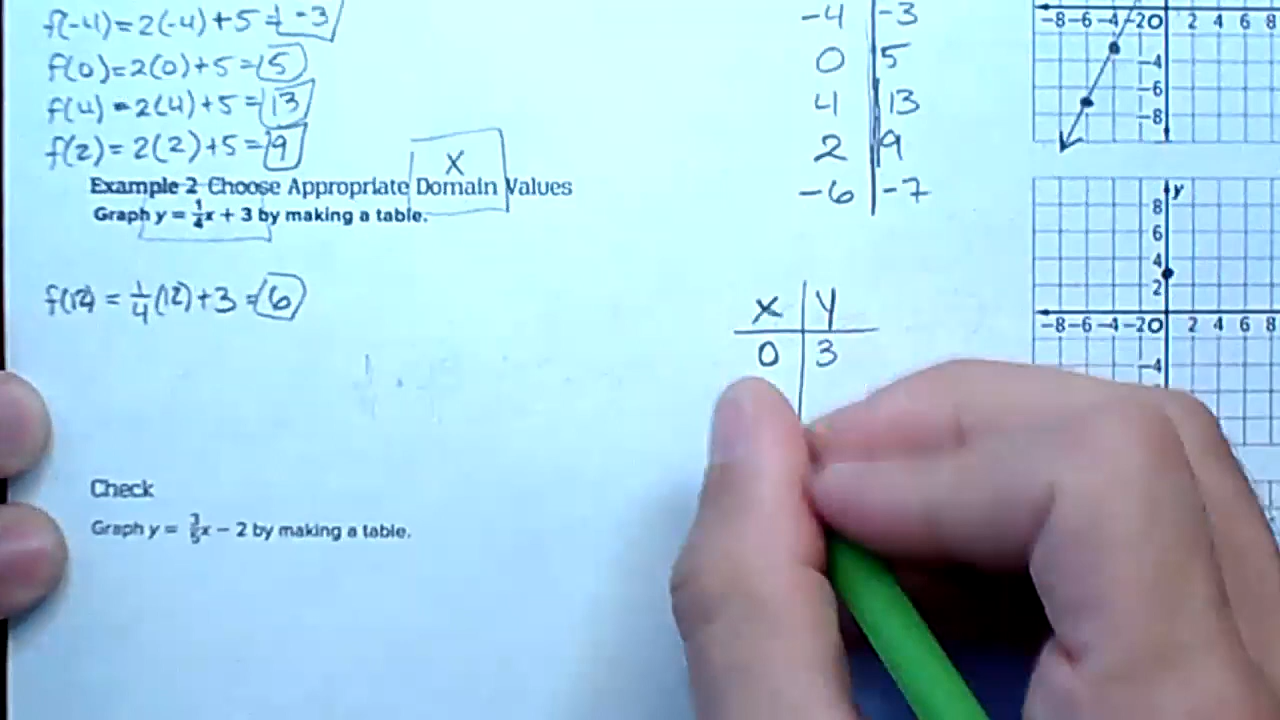 f(-4) = 2(-4) + 5 = -3
f(0) = 2(0) + 5 = 5
f(4) = 2(4) + 5 = 13
f(2) = 2(2) + 5 = 9
-4 -3
0 5
4 13
2 9
-6 -7
-8 -6 -4 -2 O 2 4 6 8
-4
-6
-8
X
Example 2 Choose Appropriate Domain Values
Graph y = 1/4x + 3 by making a table.
f(12) = 1/4(12) + 3 = 6
X Y
0 3
y
8
6
4
2
-8 -6 -4 -2 O 2 4 6 8
-4
Check
Graph y = 3/5x - 2 by making a table.